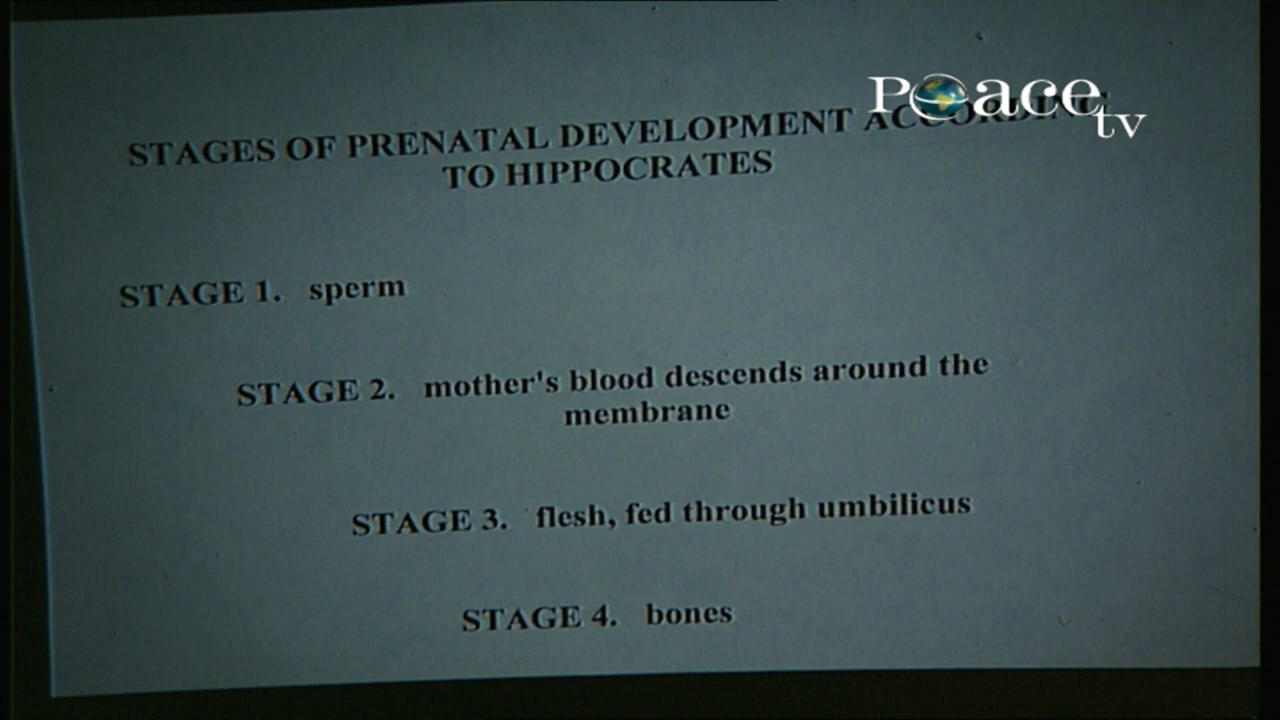 Peace
tv
STAGES OF PRENATAL DEVELOPMENT ACCORDING
TO HIPPOCRATES
STAGE 1. sperm
STAGE 2. mother's blood descends around the
membrane
STAGE 3. flesh, fed through umbilicus
STAGE 4. bones